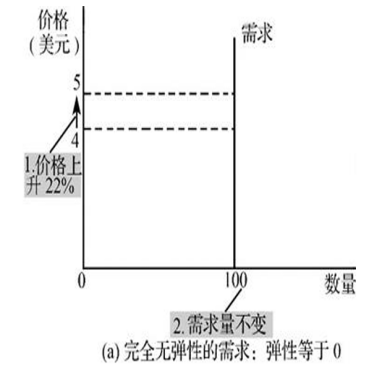 价格
(美元)
需求
5
4
1.价格上
升 22%
0
100
数量
2.需求量不变
(a) 完全无弹性的需求：弹性等于 0